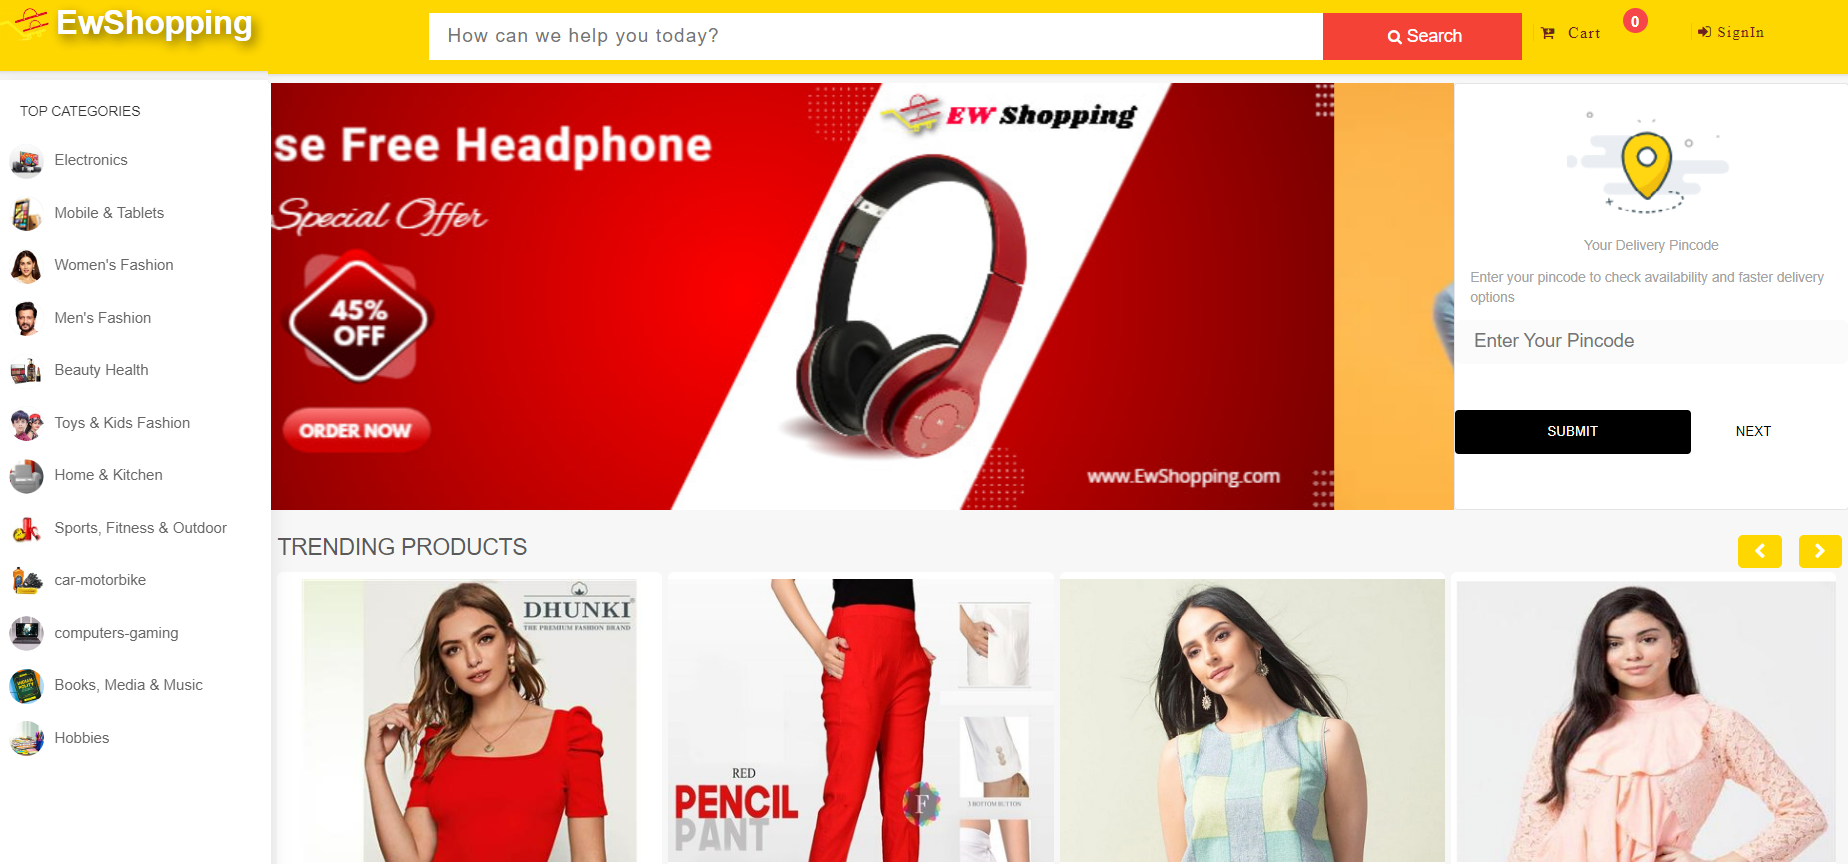 EwShopping
How can we help you today?
Search
Cart
0
SignIn
TOP CATEGORIES
Electronics
Mobile & Tablets
Women's Fashion
Men's Fashion
Beauty Health
Toys & Kids Fashion
Home & Kitchen
Sports, Fitness & Outdoor
car-motorbike
computers-gaming
Books, Media & Music
Hobbies
EW Shopping
se Free Headphone
Special Offer
45%
OFF
ORDER NOW
www.EwShopping.com
Your Delivery Pincode
Enter your pincode to check availability and faster delivery
options
Enter Your Pincode
SUBMIT
NEXT
TRENDING PRODUCTS
DHUNKI
THE PREMIUM FASHION BRAND
RED
PENCIL
PANT
F
3 BOTTOM BUTTON